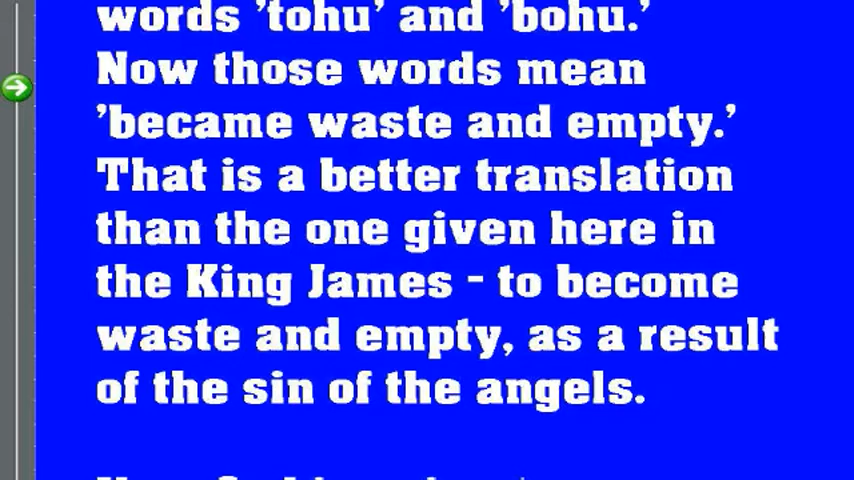 words 'tohu' and 'bohu.'
Now those words mean
'became waste and empty.'
That is a better translation
than the one given here in
the King James - to become
waste and empty, as a result
of the sin of the angels.